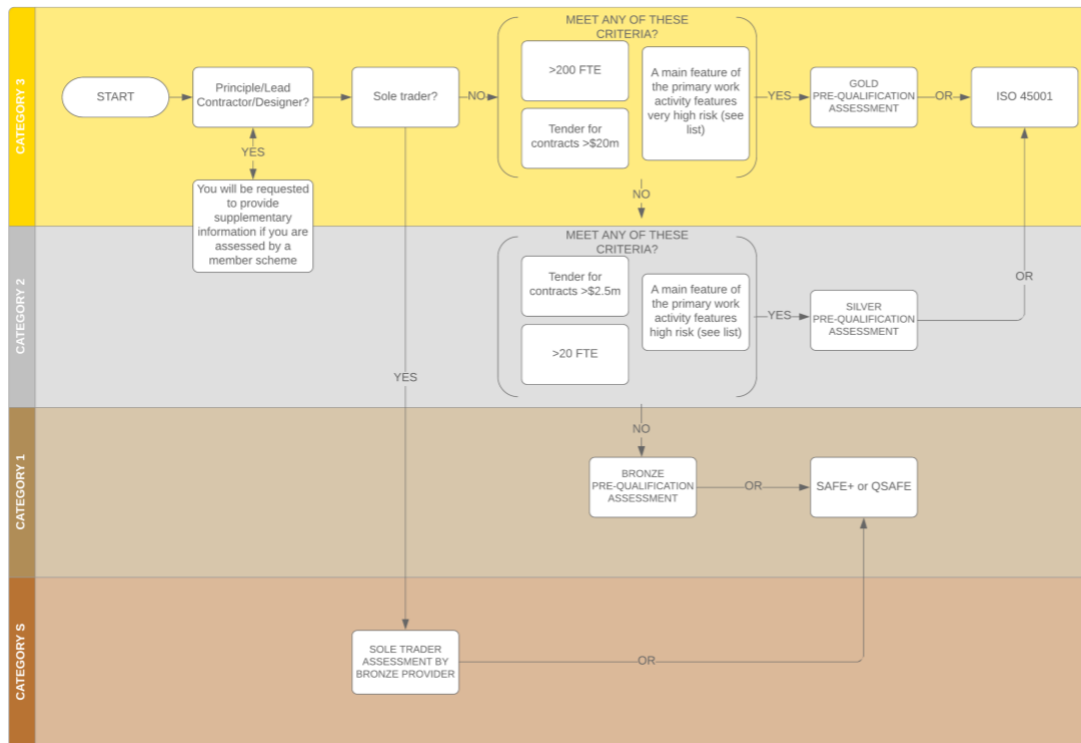 CATEGORY 3
START
Principle/Lead
Contractor/Designer?
YES
You will be requested
to provide
supplementary
information if you are
assessed by a
member scheme
Sole trader?
NO
MEET ANY OF THESE
CRITERIA?
>200 FTE
Tender for
contracts >$20m
A main feature of
the primary work
activity features
very high risk (see
list)
YES
GOLD
PRE-QUALIFICATION
ASSESSMENT
OR
ISO 45001
NO
CATEGORY 2
MEET ANY OF THESE
CRITERIA?
Tender for
contracts >$2.5m
>20 FTE
A main feature of
the primary work
activity features
high risk (see list)
YES
SILVER
PRE-QUALIFICATION
ASSESSMENT
OR
YES
NO
CATEGORY 1
BRONZE
PRE-QUALIFICATION
ASSESSMENT
OR
SAFE+ or QSAFE
CATEGORY S
SOLE TRADER
ASSESSMENT BY
BRONZE PROVIDER
OR